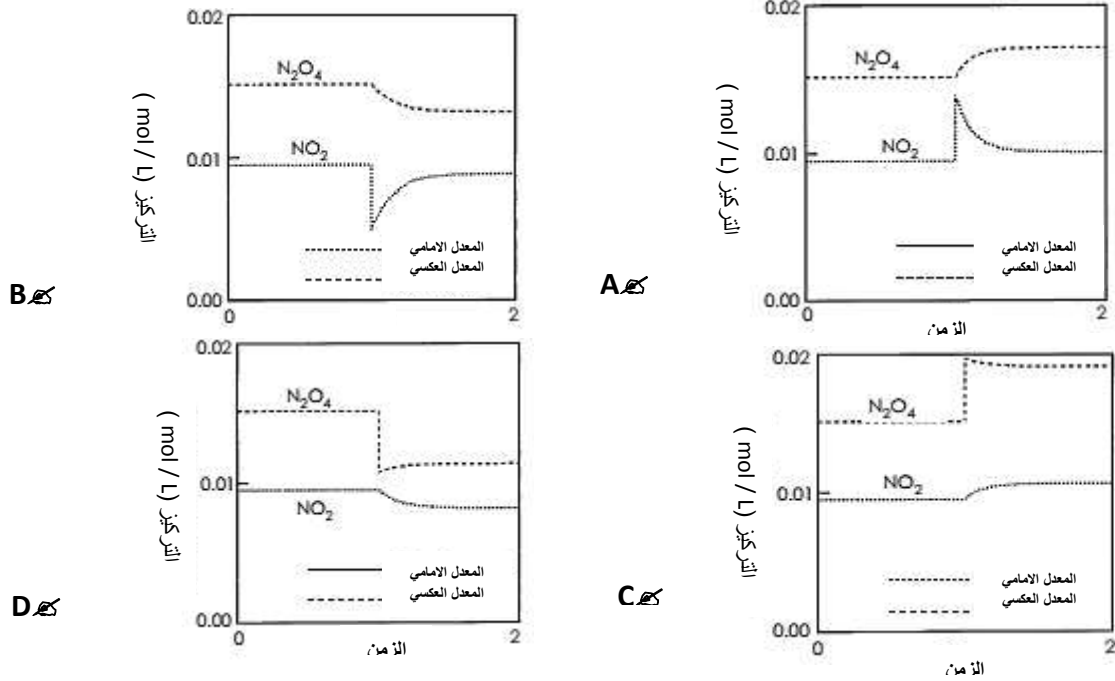 0.02
N₂O₄
0.01
NO₂
المعدل الامامي
المعدل العكسي
0.00
0
2
الزمن
التركيز ( mol / L )
A✍
0.02
N₂O₄
0.01
NO₂
المعدل الامامي
المعدل العكسي
0.00
0
2
التركيز ( mol / L )
B✍
0.02
N₂O₄
NO₂
0.01
المعدل الامامي
المعدل العكسي
0.00
0
2
الزمن
التركيز ( mol / L )
C✍
0.02
N₂O₄
0.01
NO₂
المعدل الامامي
المعدل العكسي
0.00
0
2
الزمن
التركيز ( mol / L )
D✍